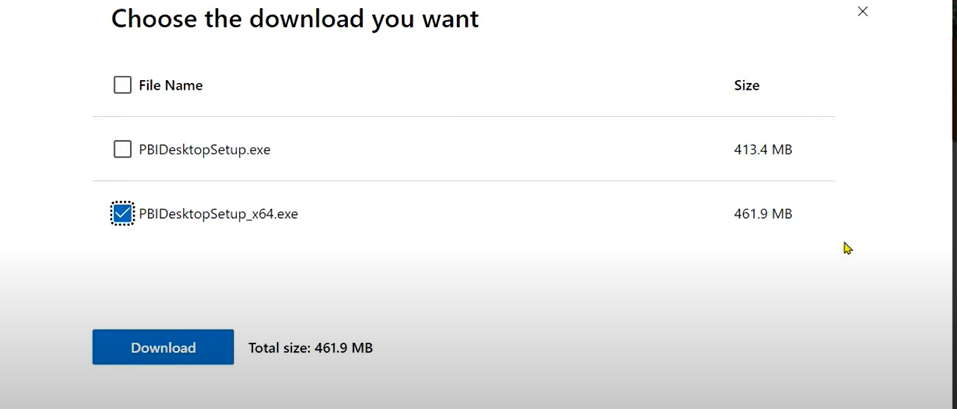 Choose the download you want
File Name Size
PBIDesktopSetup.exe 413.4 MB
PBIDesktopSetup_x64.exe 461.9 MB
Download Total size: 461.9 MB